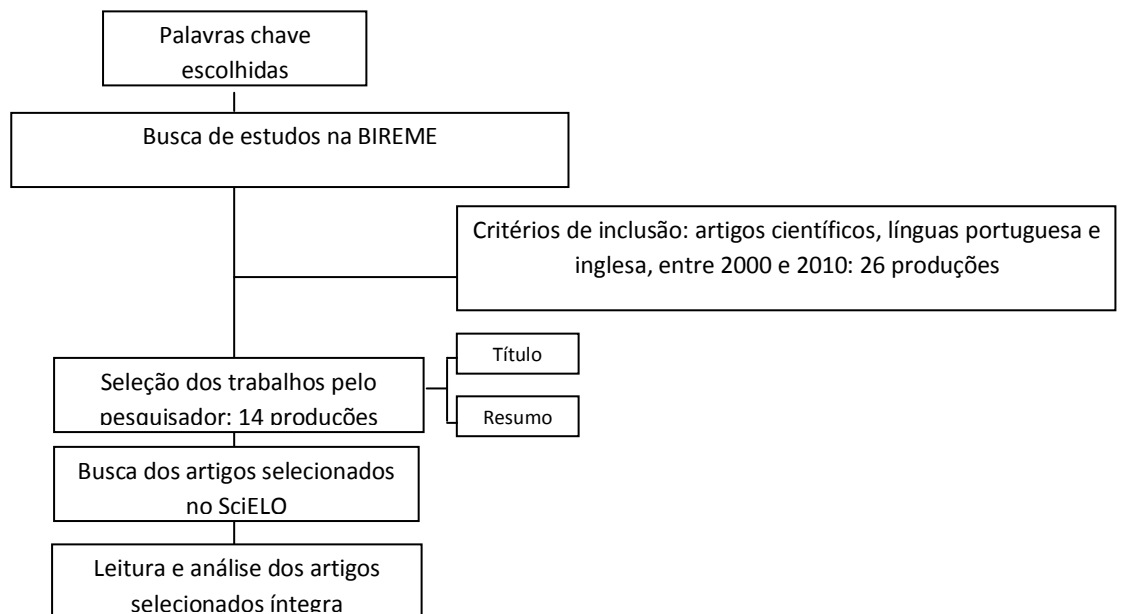 Palavras chave
escolhidas
Busca de estudos na BIREME
Critérios de inclusão: artigos científicos, línguas portuguesa e
inglesa, entre 2000 e 2010: 26 produções
Título
Seleção dos trabalhos pelo
pesquisador: 14 produções
Resumo
Busca dos artigos selecionados
no SciELO
Leitura e análise dos artigos
selecionados íntegra